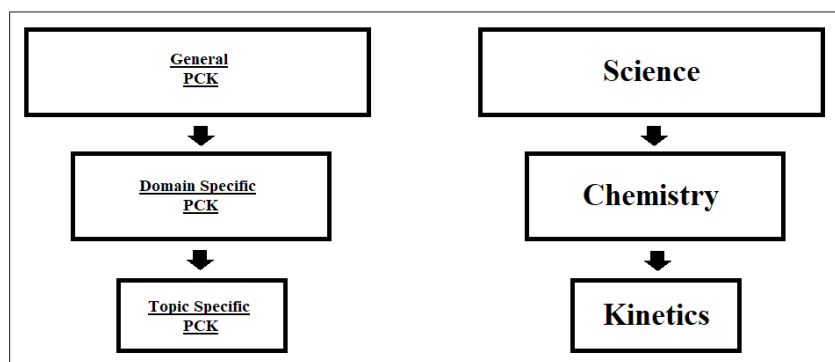 General
PCK
Science
Domain Specific
PCK
Chemistry
Topic Specific
PCK
Kinetics